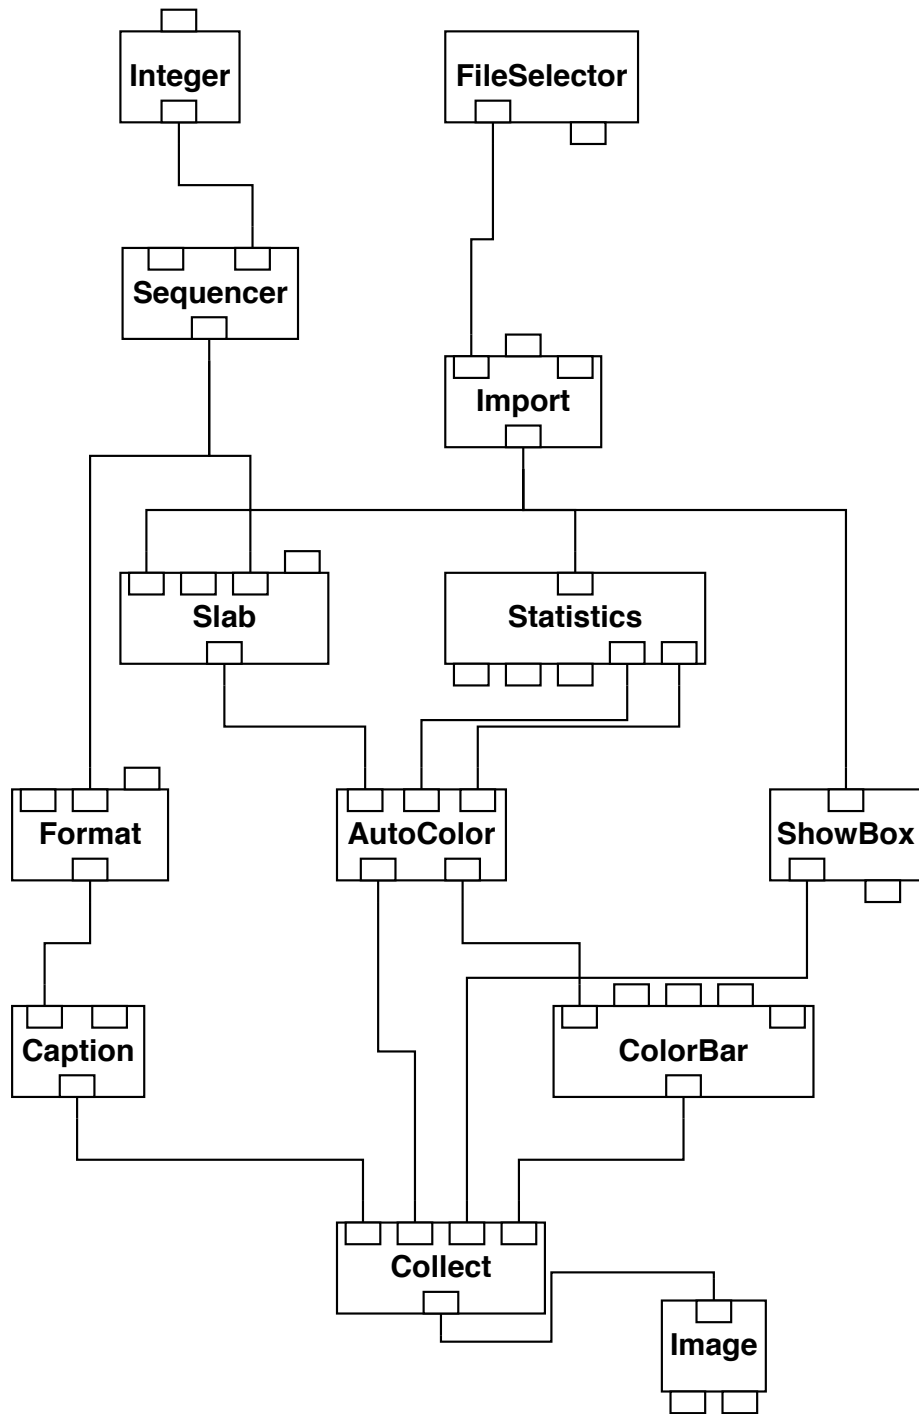 Integer
FileSelector
Sequencer
Import
Slab
Statistics
Format
AutoColor
ShowBox
Caption
ColorBar
Collect
Image